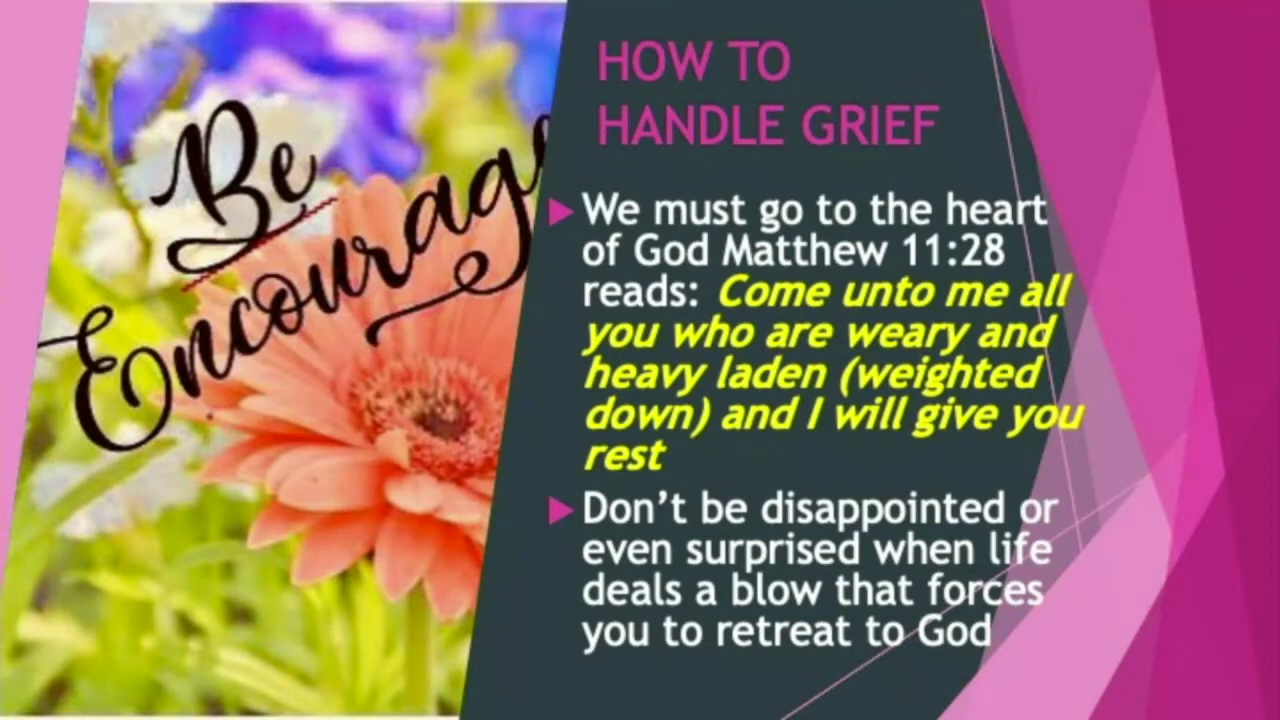 Be
Encourage
HOW TO
HANDLE GRIEF
We must go to the heart
of God Matthew 11:28
reads: Come unto me all
you who are weary and
heavy laden (weighted
down) and I will give you
rest
Don't be disappointed or
even surprised when life
deals a blow that forces
you to retreat to God